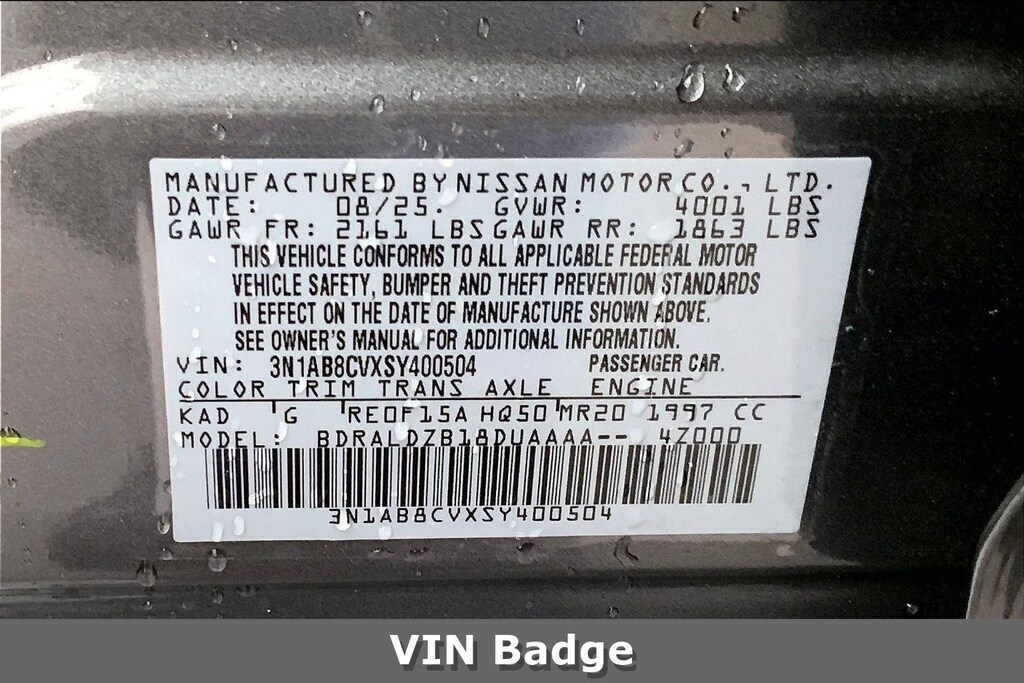 MANUFACTURED BY NISSAN MOTOR CO., LTD.
DATE: 08/25. GVWR: 4001 LBS
GAWR FR: 2161 LBS GAWR RR: 1863 LBS
THIS VEHICLE CONFORMS TO ALL APPLICABLE FEDERAL MOTOR
VEHICLE SAFETY, BUMPER AND THEFT PREVENTION STANDARDS
IN EFFECT ON THE DATE OF MANUFACTURE SHOWN ABOVE.
SEE OWNER'S MANUAL FOR ADDITIONAL INFORMATION.
VIN: 3N1AB8CVXSY400504 PASSENGER CAR.
COLOR TRIM TRANS AXLE ENGINE
KAD G RE0F15A HQ50 MR20 1997 CC
MODEL: BDRALDZB18DUAAAA-- 4Z000
3N1AB8CVXSY400504
VIN Badge